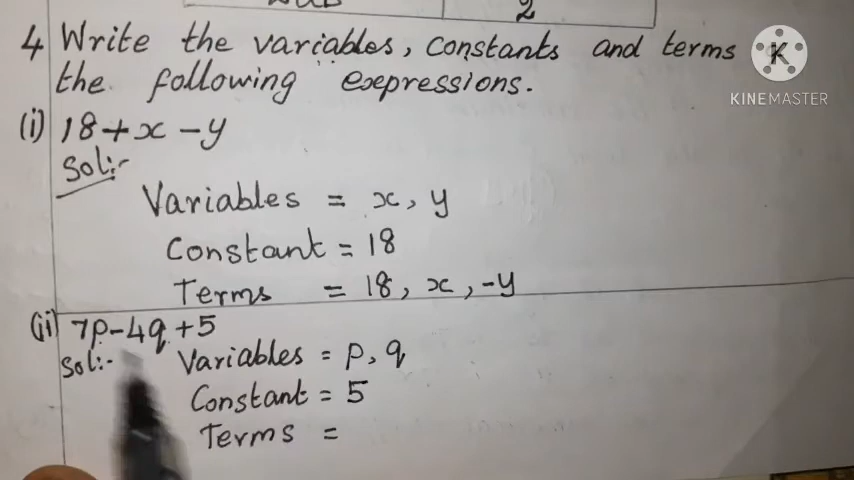 2
4 Write the variables, constants and terms
K
the following expressions.
KINEMASTER
(i) 18+x-y
Sol:-
Variables = x, y
Constant = 18
Terms = 18, x, -y
(ii) 7p-4q+5
Sol:- Variables = p, q
Constant = 5
Terms =